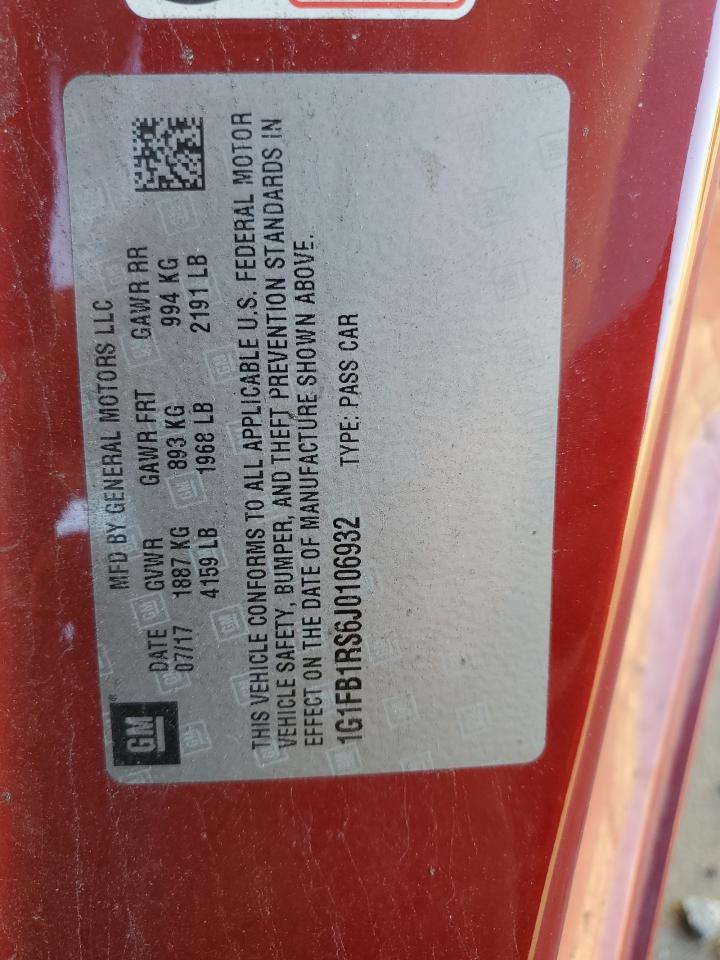 GM
MFD BY GENERAL MOTORS LLC
DATE GVWR GAWR FRT GAWR RR
07/17 1887 KG 893 KG 994 KG
4159 LB 1968 LB 2191 LB
THIS VEHICLE CONFORMS TO ALL APPLICABLE U.S. FEDERAL MOTOR
VEHICLE SAFETY, BUMPER, AND THEFT PREVENTION STANDARDS IN
EFFECT ON THE DATE OF MANUFACTURE SHOWN ABOVE.
1G1FB1RS6J0106932 TYPE: PASS CAR